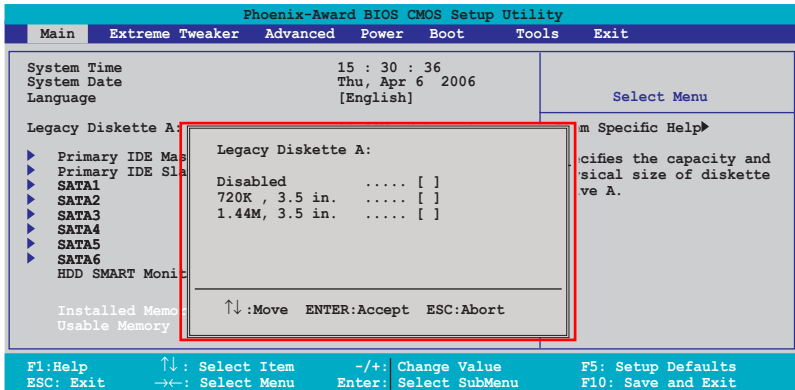 Phoenix-Award BIOS CMOS Setup Utility
Main Extreme Tweaker Advanced Power Boot Tools Exit
System Time 15 : 30 : 36
System Date Thu, Apr 6 2006
Language [English]
Select Menu
Legacy Diskette A:
m Specific Help
Primary IDE Mas
Primary IDE Sla
SATA1
SATA2
SATA3
SATA4
SATA5
SATA6
HDD SMART Monit
Installed Memo
Usable Memory
Legacy Diskette A:
Disabled ..... [ ]
720K , 3.5 in. ..... [ ]
1.44M, 3.5 in. ..... [ ]
↑↓ :Move ENTER:Accept ESC:Abort
ecifies the capacity and
sical size of diskette
ve A.
F1:Help ↑↓ : Select Item -/+: Change Value F5: Setup Defaults
ESC: Exit →←: Select Menu Enter: Select SubMenu F10: Save and Exit